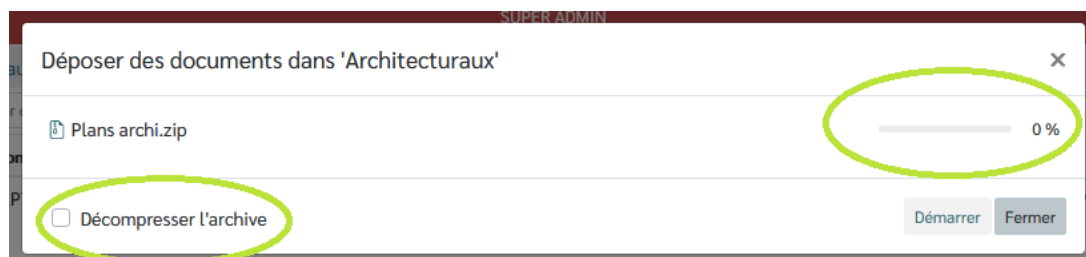 SUPER ADMIN
Déposer des documents dans 'Architecturaux'
×
Plans archi.zip
0 %
Décompresser l'archive
Démarrer
Fermer